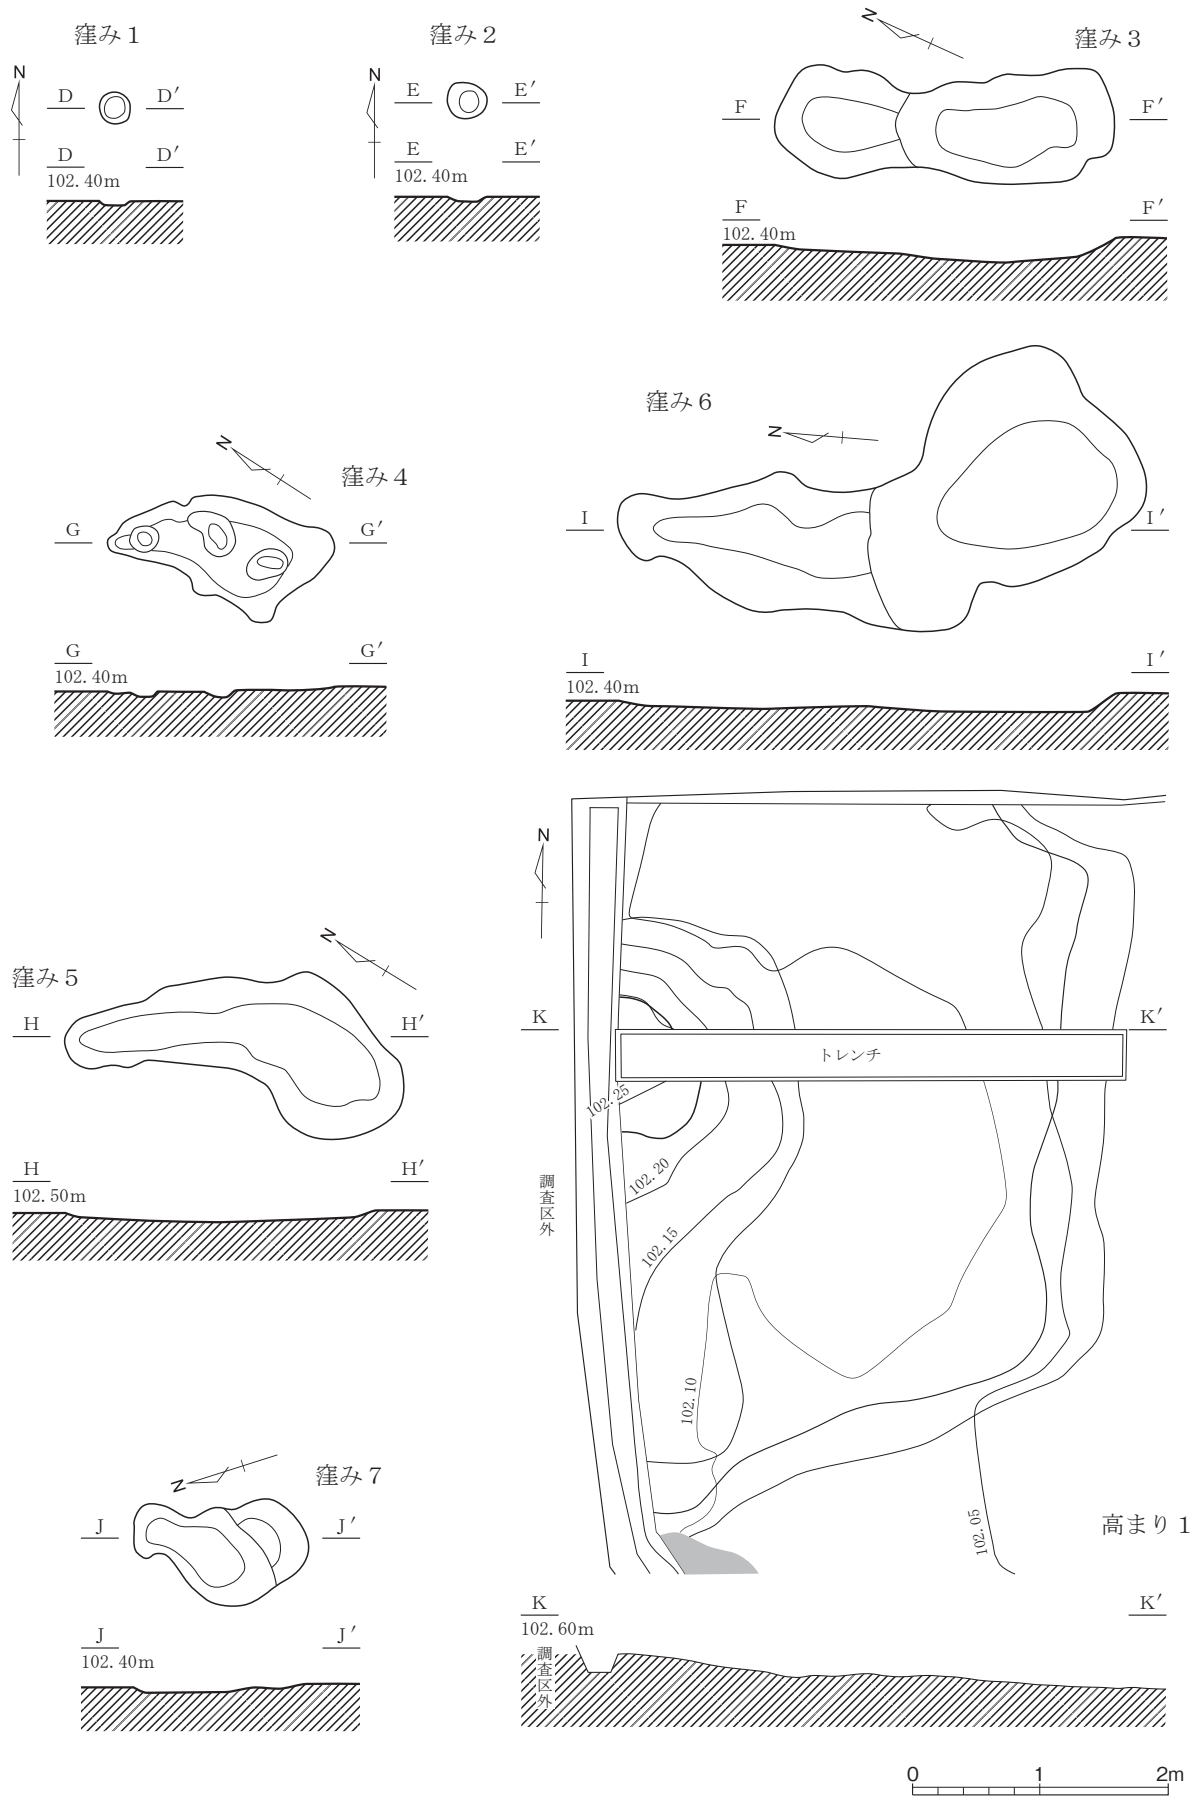 窪み１
N
D D′
D D′
102.40m
窪み２
N
E E′
E E′
102.40m
窪み３
N
F F′
F F′
102.40m
窪み４
N
G G′
G G′
102.40m
窪み６
N
I I′
I I′
102.40m
窪み５
N
H H′
H H′
102.50m
窪み７
N
J J′
J J′
102.40m
N
K K′
トレンチ
102.25
102.20
102.15
102.10
102.05
調査区外
高まり１
K K′
102.60m
調査区外
0 1 2m